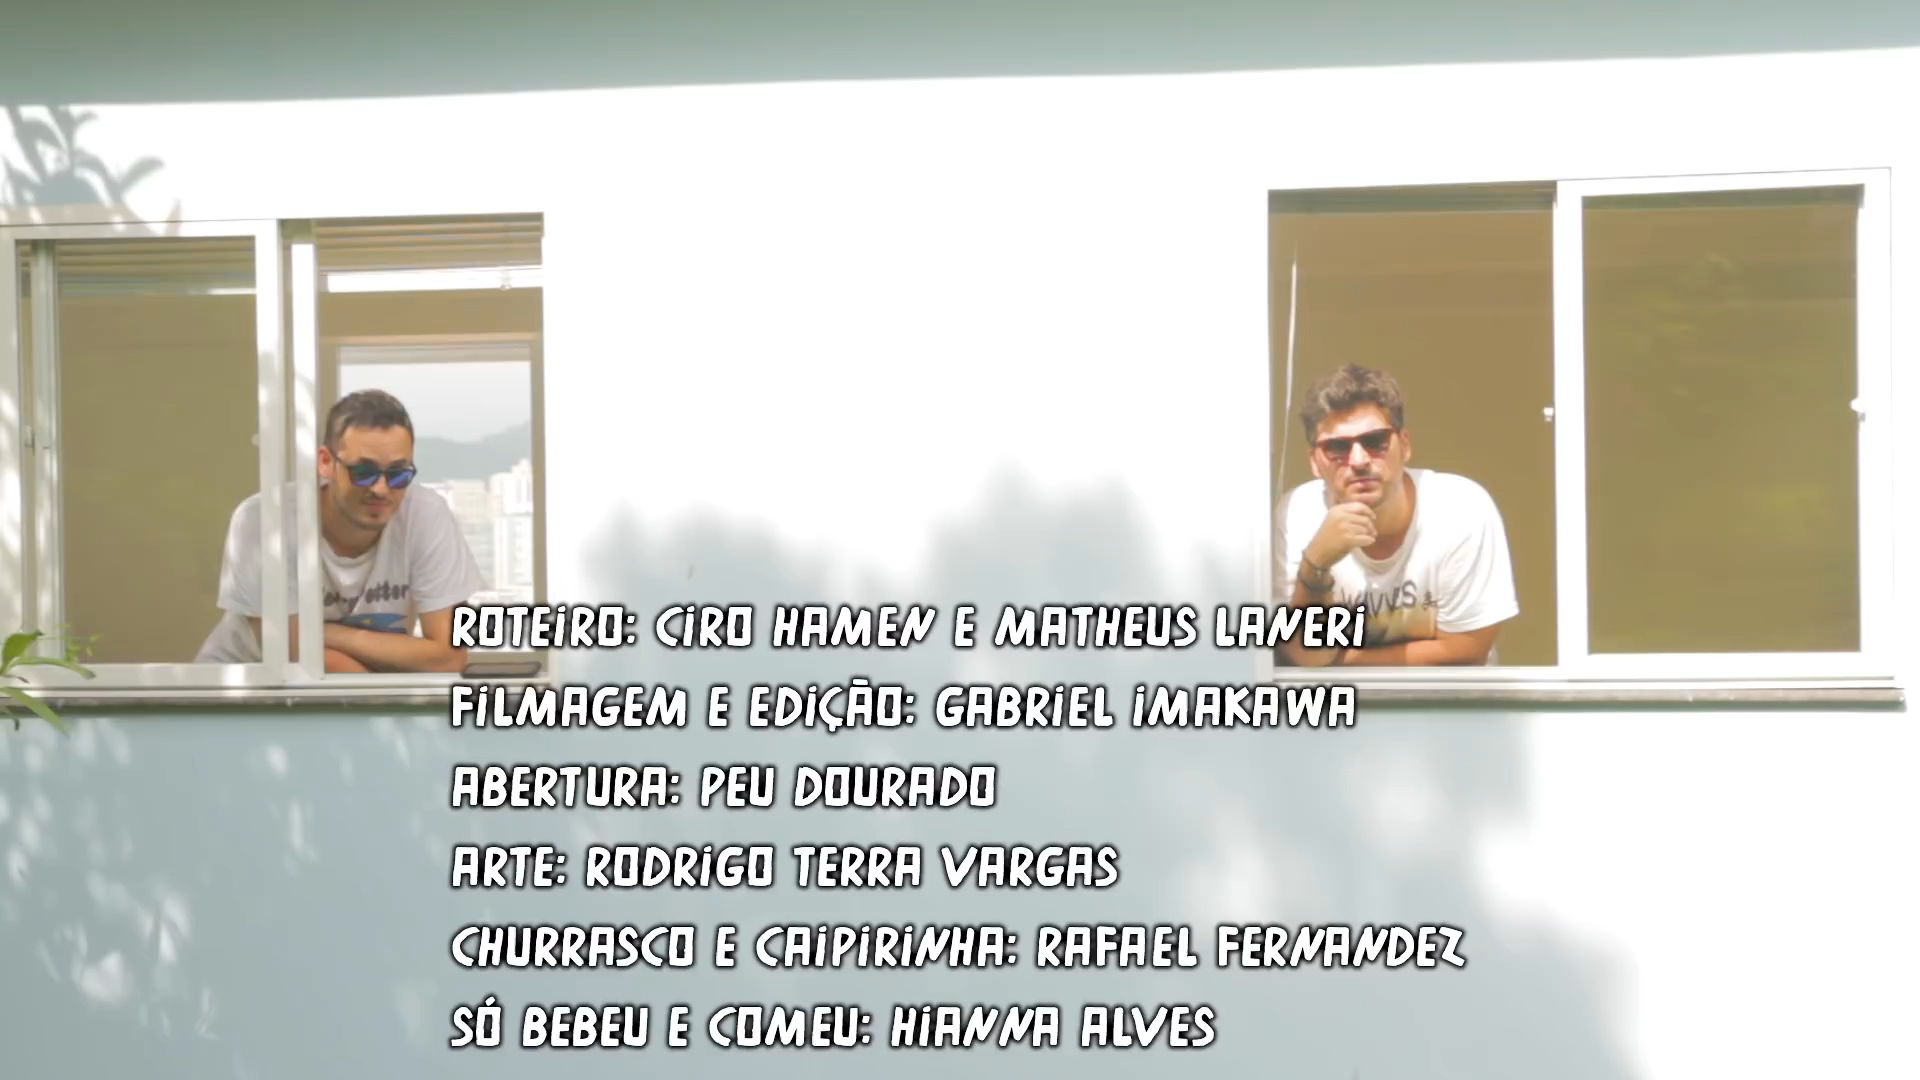 ROTEIRO: CIRO HAMEN E MATHEUS LANERI
FILMAGEM E EDIÇÃO: GABRIEL IMAKAWA
ABERTURA: PEU DOURADO
ARTE: RODRIGO TERRA VARGAS
CHURRASCO E CAIPIRINHA: RAFAEL FERNANDEZ
SÓ BEBEU E COMEU: HIANNA ALVES